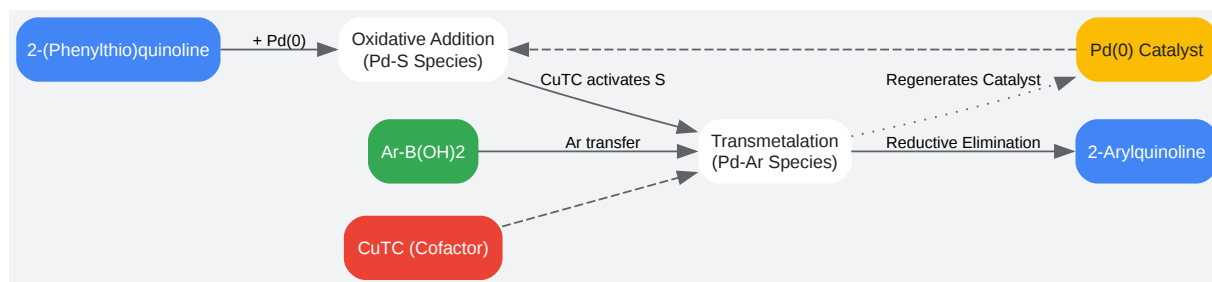 2-(Phenylthio)quinoline
+ Pd(0)
Oxidative Addition
(Pd-S Species)
Pd(0) Catalyst
CuTC activates S
Regenerates Catalyst
Ar-B(OH)2
Ar transfer
Transmetalation
(Pd-Ar Species)
Reductive Elimination
2-Arylquinoline
CuTC (Cofactor)